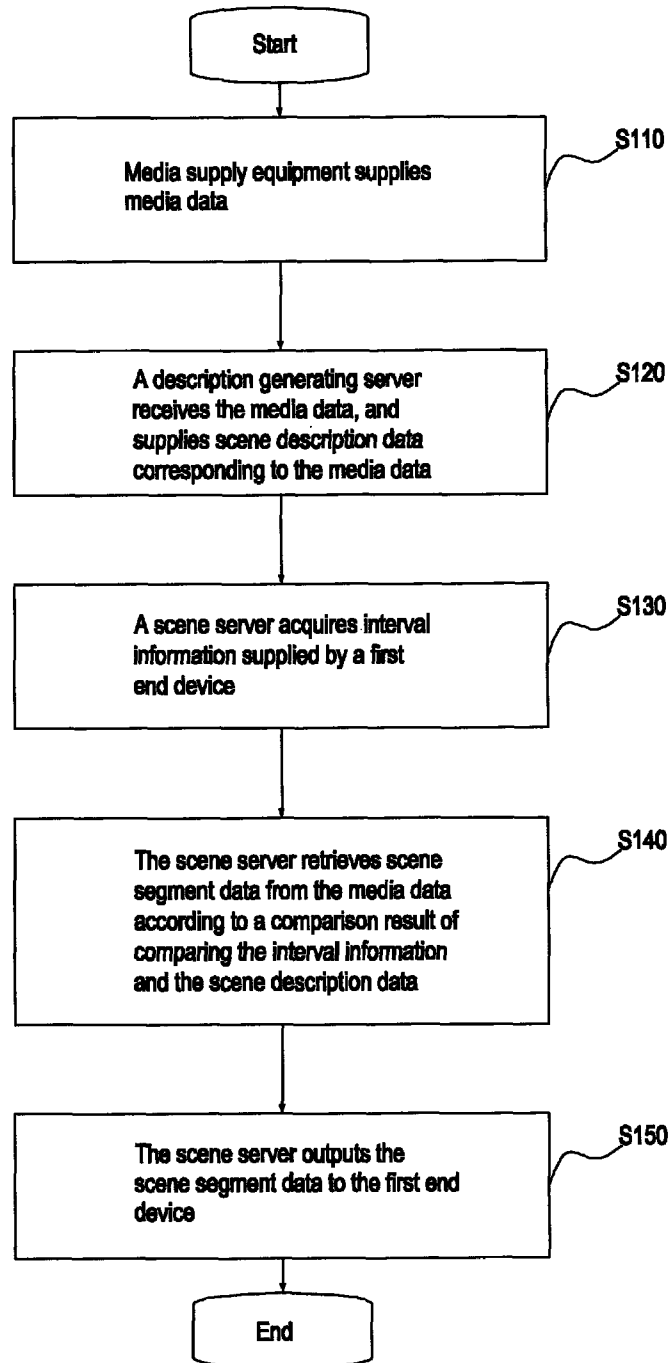 Start
S110
Media supply equipment supplies
media data
S120
A description generating server
receives the media data, and
supplies scene description data
corresponding to the media data
S130
A scene server acquires interval
information supplied by a first
end device
S140
The scene server retrieves scene
segment data from the media data
according to a comparison result of
comparing the interval information
and the scene description data
S150
The scene server outputs the
scene segment data to the first end
device
End